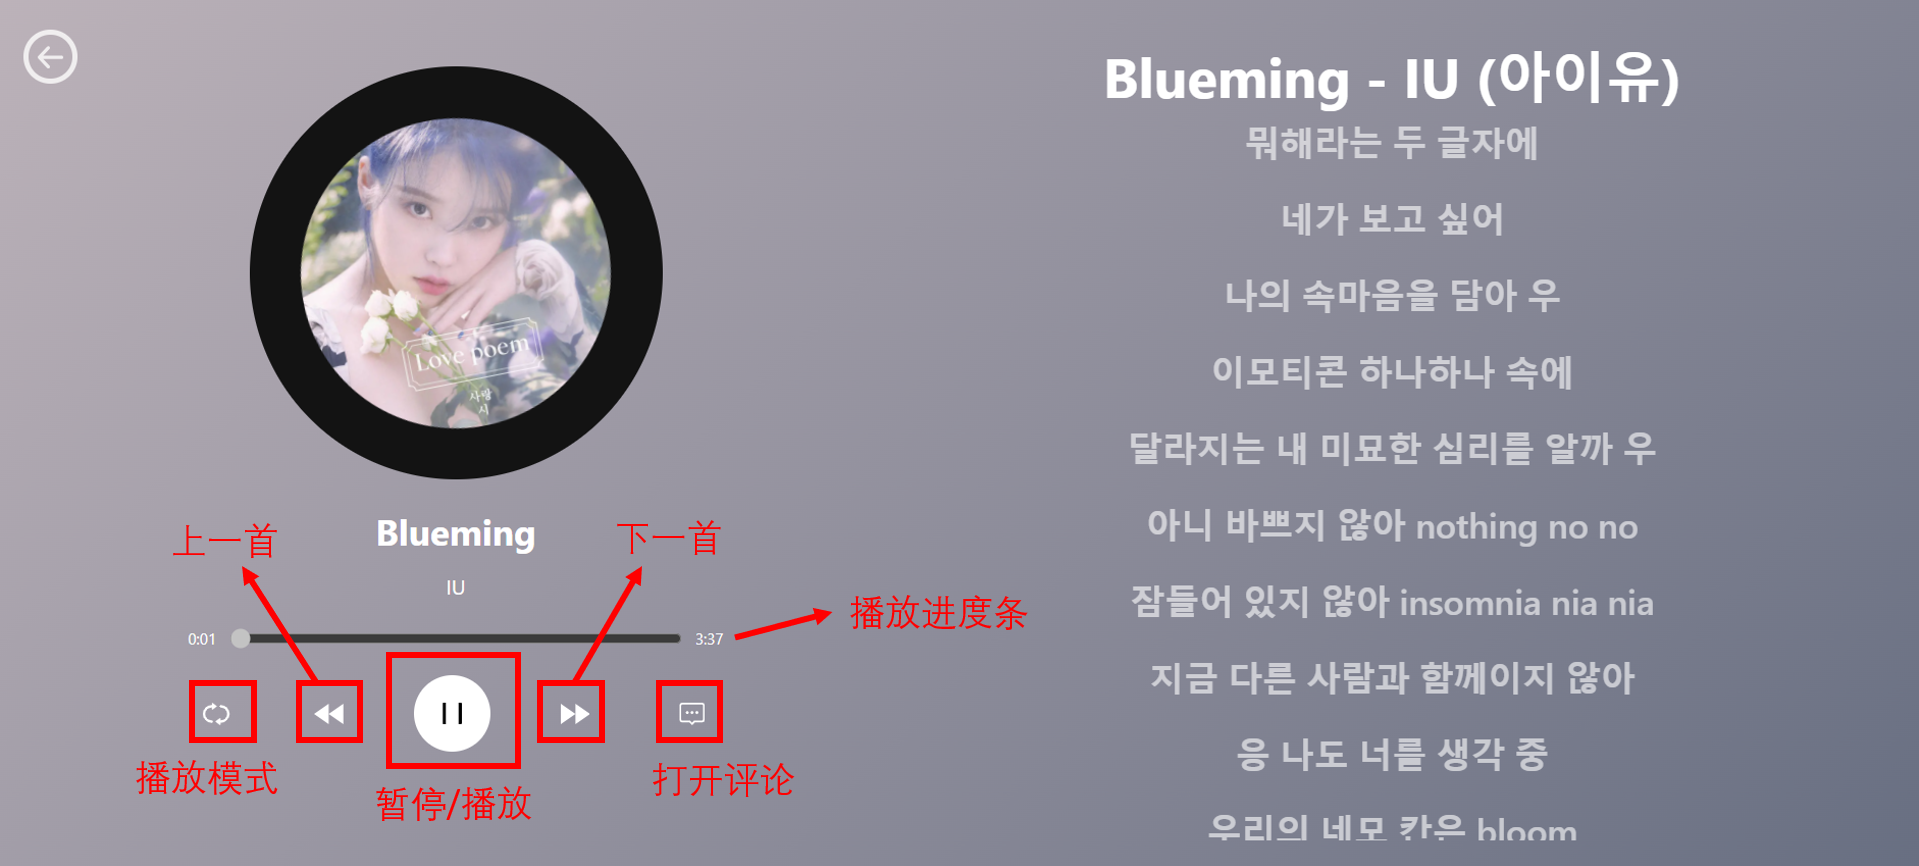 Love poem
사랑
시
Blueming
IU
上一首
下一首
0:01
3:37
播放进度条
播放模式
暂停/播放
打开评论
Blueming - IU (아이유)
뭐해라는 두 글자에
네가 보고 싶어
나의 속마음을 담아 우
이모티콘 하나하나 속에
달라지는 내 미묘한 심리를 알까 우
아니 바쁘지 않아 nothing no no
잠들어 있지 않아 insomnia nia nia
지금 다른 사람과 함께이지 않아
응 나도 너를 생각 중
우리의 네모 칸은 bloom